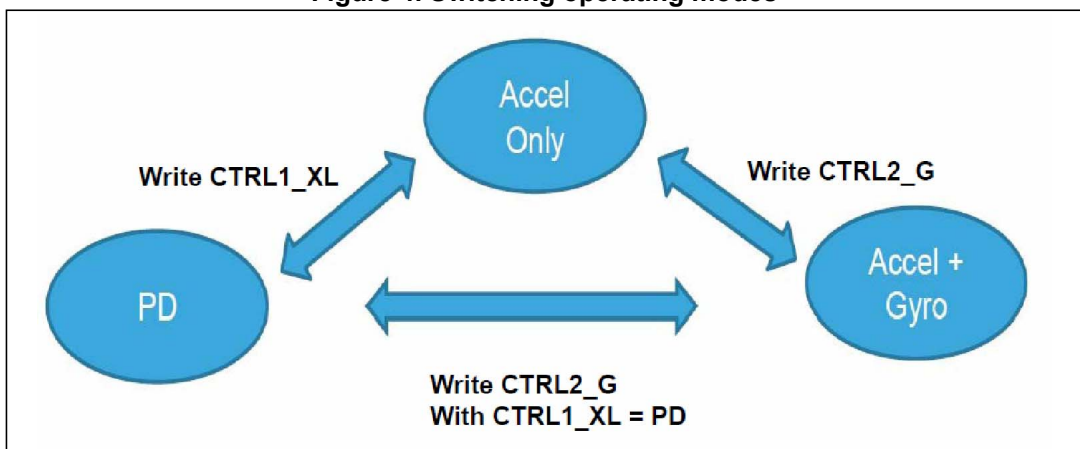 Accel
Only
Write CTRL1_XL
Write CTRL2_G
PD
Accel +
Gyro
Write CTRL2_G
With CTRL1_XL = PD